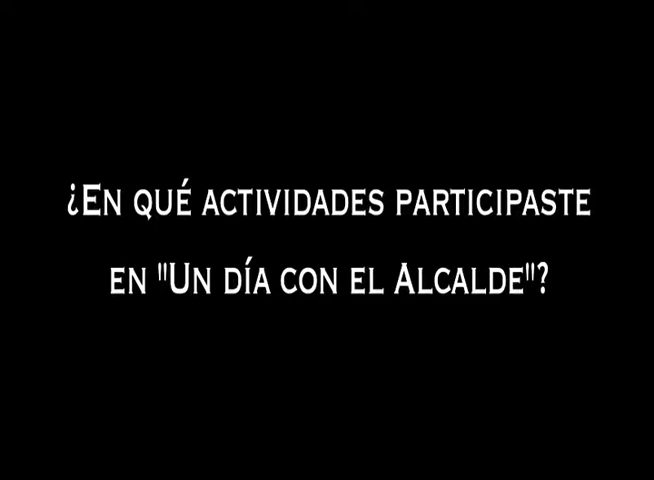 ¿En qué actividades participaste
en "Un día con el Alcalde"?